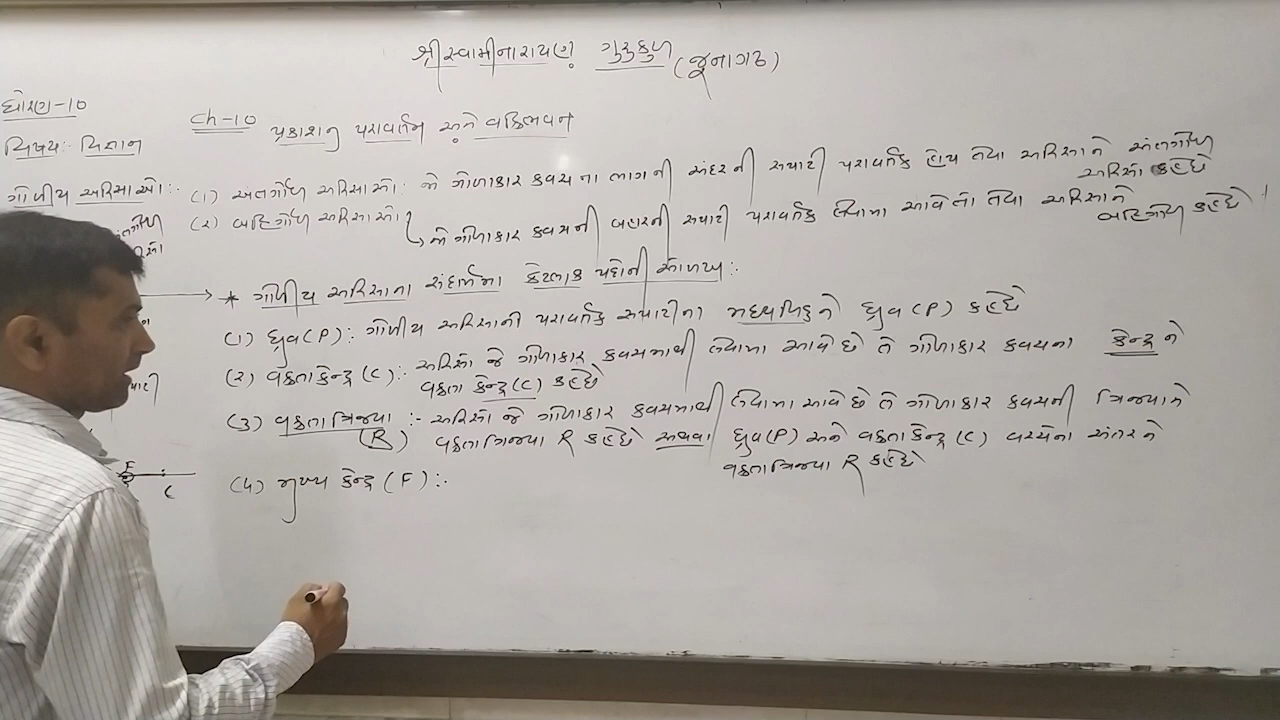 શ્રી સ્વામીનારાયણ ગુરુકુળ (જૂનાગઢ)
ધોરણ-10
વિષય:- વિજ્ઞાન
Ch-10 પ્રકાશનું પરાવર્તન અને વક્રિભવન
ગોળીય અરિસાઓ:- (1) અંતર્ગોળ અરિસાઓ: જે ગોળાકાર કવચના ભાગની અંદરની સપાટી પરાવર્તક હોય તેવા અરિસાને અંતર્ગોળ
અરિસો કહે છે
(2) બહિર્ગોળ અરિસાઓ જે ગોળાકાર કવચની બહારની સપાટી પરાવર્તક લેવામાં આવેતો તેવા અરિસાને
બહિર્ગોળ કહે છે
* ગોળીય અરિસાના સંદર્ભમાં કેટલાક પદોની ઓળખ:-
(1) ધ્રુવ(P): ગોળીય અરિસાની પરાવર્તક સપાટીના મધ્યબિંદુને ધ્રુવ (P) કહે છે
(2) વક્રતા કેન્દ્ર (C):- અરિસો જે ગોળાકાર કવચમાંથી લેવામાં આવે છે તે ગોળાકાર કવચના કેન્દ્રને
વક્રતા કેન્દ્ર (C) કહે છે
(3) વક્રતાત્રિજ્યા :- અરિસો જે ગોળાકાર કવચમાંથી લેવામાં આવે છે તે ગોળાકાર કવચની ત્રિજ્યાને
(R) વક્રતાત્રિજ્યા R કહે છે અથવા ધ્રુવ(P) અને વક્રતાકેન્દ્ર (C) વચ્ચેના અંતરને
વક્રતાત્રિજ્યા R કહે છે
(4) મુખ્ય કેન્દ્ર (F) :-
F
C